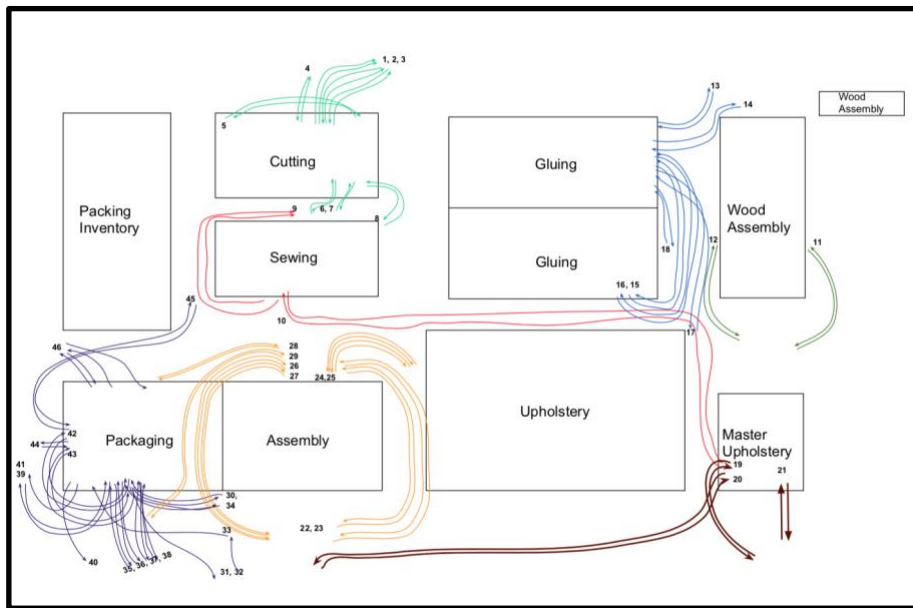 1, 2, 3
4
13
14
Wood
Assembly
5
Cutting
Gluing
Packing
Inventory
9
6, 7
8
Wood
Assembly
Sewing
Gluing
18
12
11
16, 15
45
10
17
46
28
29
26
27
24,25
Upholstery
42
44
43
Packaging
Assembly
Master
Upholstery
41
39
19
20
21
30,
34
33
22, 23
40
35, 36, 37, 38
31, 32